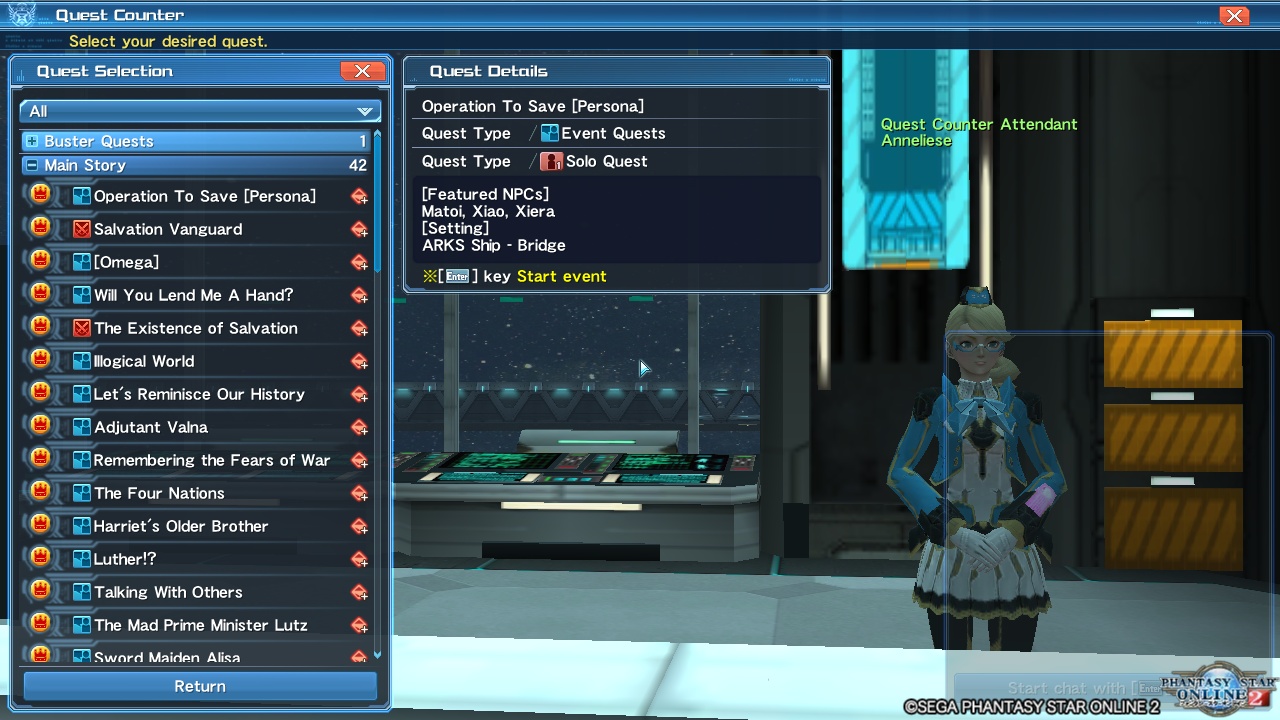 Quest Counter
Select your desired quest.
Quest Selection
All
Buster Quests 1
Main Story 42
Operation To Save [Persona]
Salvation Vanguard
[Omega]
Will You Lend Me A Hand?
The Existence of Salvation
Illogical World
Let's Reminisce Our History
Adjutant Valna
Remembering the Fears of War
The Four Nations
Harriet's Older Brother
Luther!?
Talking With Others
The Mad Prime Minister Lutz
Sword Maiden Alisa
Return
Quest Details
Operation To Save [Persona]
Quest Type / Event Quests
Quest Type / Solo Quest
[Featured NPCs]
Matoi, Xiao, Xiera
[Setting]
ARKS Ship - Bridge
※[Enter] key Start event
Quest Counter Attendant
Anneliese
Start chat with [Enter
PHANTASY STAR
ONLINE 2
©SEGA PHANTASY STAR ONLINE 2